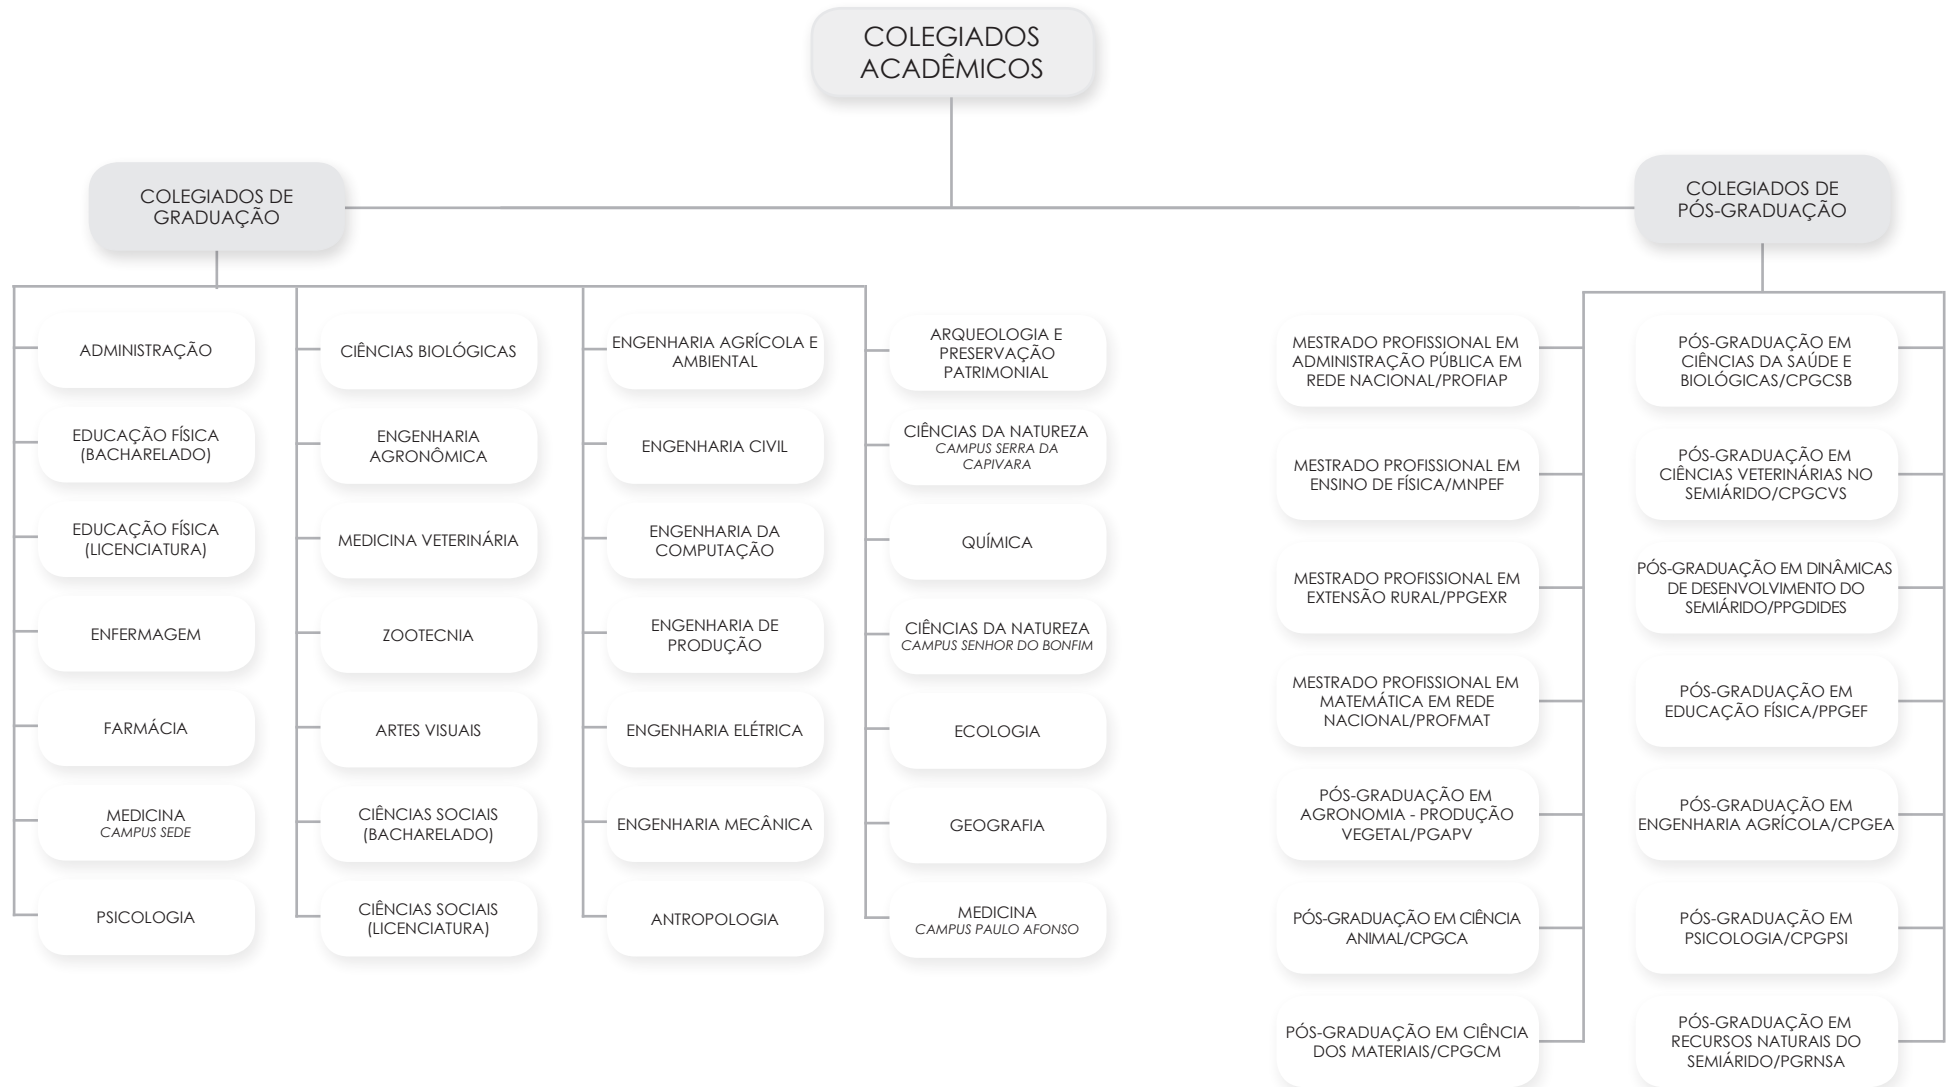 COLEGIADOS
ACADÊMICOS
COLEGIADOS DE
GRADUAÇÃO
COLEGIADOS DE
PÓS-GRADUAÇÃO
ADMINISTRAÇÃO
EDUCAÇÃO FÍSICA
(BACHARELADO)
EDUCAÇÃO FÍSICA
(LICENCIATURA)
ENFERMAGEM
FARMÁCIA
MEDICINA
CAMPUS SEDE
PSICOLOGIA
CIÊNCIAS BIOLÓGICAS
ENGENHARIA
AGRONÔMICA
MEDICINA VETERINÁRIA
ZOOTECNIA
ARTES VISUAIS
CIÊNCIAS SOCIAIS
(BACHARELADO)
CIÊNCIAS SOCIAIS
(LICENCIATURA)
ENGENHARIA AGRÍCOLA E
AMBIENTAL
ENGENHARIA CIVIL
ENGENHARIA DA
COMPUTAÇÃO
ENGENHARIA DE
PRODUÇÃO
ENGENHARIA ELÉTRICA
ENGENHARIA MECÂNICA
ANTROPOLOGIA
ARQUEOLOGIA E
PRESERVAÇÃO
PATRIMONIAL
CIÊNCIAS DA NATUREZA
CAMPUS SERRA DA
CAPIVARA
QUÍMICA
CIÊNCIAS DA NATUREZA
CAMPUS SENHOR DO BONFIM
ECOLOGIA
GEOGRAFIA
MEDICINA
CAMPUS PAULO AFONSO
MESTRADO PROFISSIONAL EM
ADMINISTRAÇÃO PÚBLICA EM
REDE NACIONAL/PROFIAP
MESTRADO PROFISSIONAL EM
ENSINO DE FÍSICA/MNPEF
MESTRADO PROFISSIONAL EM
EXTENSÃO RURAL/PPGEXR
MESTRADO PROFISSIONAL EM
MATEMÁTICA EM REDE
NACIONAL/PROFMAT
PÓS-GRADUAÇÃO EM
AGRONOMIA - PRODUÇÃO
VEGETAL/PGAPV
PÓS-GRADUAÇÃO EM CIÊNCIA
ANIMAL/CPGCA
PÓS-GRADUAÇÃO EM CIÊNCIA
DOS MATERIAIS/CPGCM
PÓS-GRADUAÇÃO EM
CIÊNCIAS DA SAÚDE E
BIOLÓGICAS/CPGCSB
PÓS-GRADUAÇÃO EM
CIÊNCIAS VETERINÁRIAS NO
SEMIÁRIDO/CPGCVS
PÓS-GRADUAÇÃO EM DINÂMICAS
DE DESENVOLVIMENTO DO
SEMIÁRIDO/PPGDIDES
PÓS-GRADUAÇÃO EM
EDUCAÇÃO FÍSICA/PPGEF
PÓS-GRADUAÇÃO EM
ENGENHARIA AGRÍCOLA/CPGEA
PÓS-GRADUAÇÃO EM
PSICOLOGIA/CPGPSI
PÓS-GRADUAÇÃO EM
RECURSOS NATURAIS DO
SEMIÁRIDO/PGRNSA